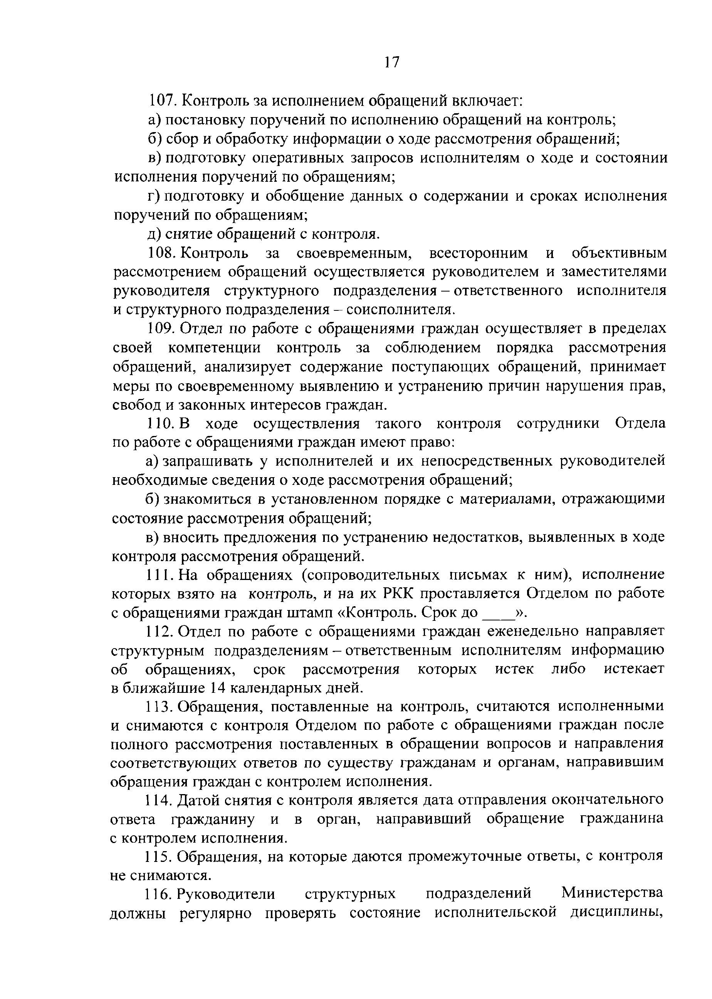 17
107. Контроль за исполнением обращений включает:
а) постановку поручений по исполнению обращений на контроль;
б) сбор и обработку информации о ходе рассмотрения обращений;
в) подготовку оперативных запросов исполнителям о ходе и состоянии
исполнения поручений по обращениям;
г) подготовку и обобщение данных о содержании и сроках исполнения
поручений по обращениям;
д) снятие обращений с контроля.
108. Контроль за своевременным, всесторонним и объективным
рассмотрением обращений осуществляется руководителем и заместителями
руководителя структурного подразделения – ответственного исполнителя
и структурного подразделения – соисполнителя.
109. Отдел по работе с обращениями граждан осуществляет в пределах
своей компетенции контроль за соблюдением порядка рассмотрения
обращений, анализирует содержание поступающих обращений, принимает
меры по своевременному выявлению и устранению причин нарушения прав,
свобод и законных интересов граждан.
110. В ходе осуществления такого контроля сотрудники Отдела
по работе с обращениями граждан имеют право:
а) запрашивать у исполнителей и их непосредственных руководителей
необходимые сведения о ходе рассмотрения обращений;
б) знакомиться в установленном порядке с материалами, отражающими
состояние рассмотрения обращений;
в) вносить предложения по устранению недостатков, выявленных в ходе
контроля рассмотрения обращений.
111. На обращениях (сопроводительных письмах к ним), исполнение
которых взято на контроль, и на их РКК проставляется Отделом по работе
с обращениями граждан штамп «Контроль. Срок до ____».
112. Отдел по работе с обращениями граждан еженедельно направляет
структурным подразделениям – ответственным исполнителям информацию
об обращениях, срок рассмотрения которых истек либо истекает
в ближайшие 14 календарных дней.
113. Обращения, поставленные на контроль, считаются исполненными
и снимаются с контроля Отделом по работе с обращениями граждан после
полного рассмотрения поставленных в обращении вопросов и направления
соответствующих ответов по существу гражданам и органам, направившим
обращения граждан с контролем исполнения.
114. Датой снятия с контроля является дата отправления окончательного
ответа гражданину и в орган, направивший обращение гражданина
с контролем исполнения.
115. Обращения, на которые даются промежуточные ответы, с контроля
не снимаются.
116. Руководители структурных подразделений Министерства
должны регулярно проверять состояние исполнительской дисциплины,